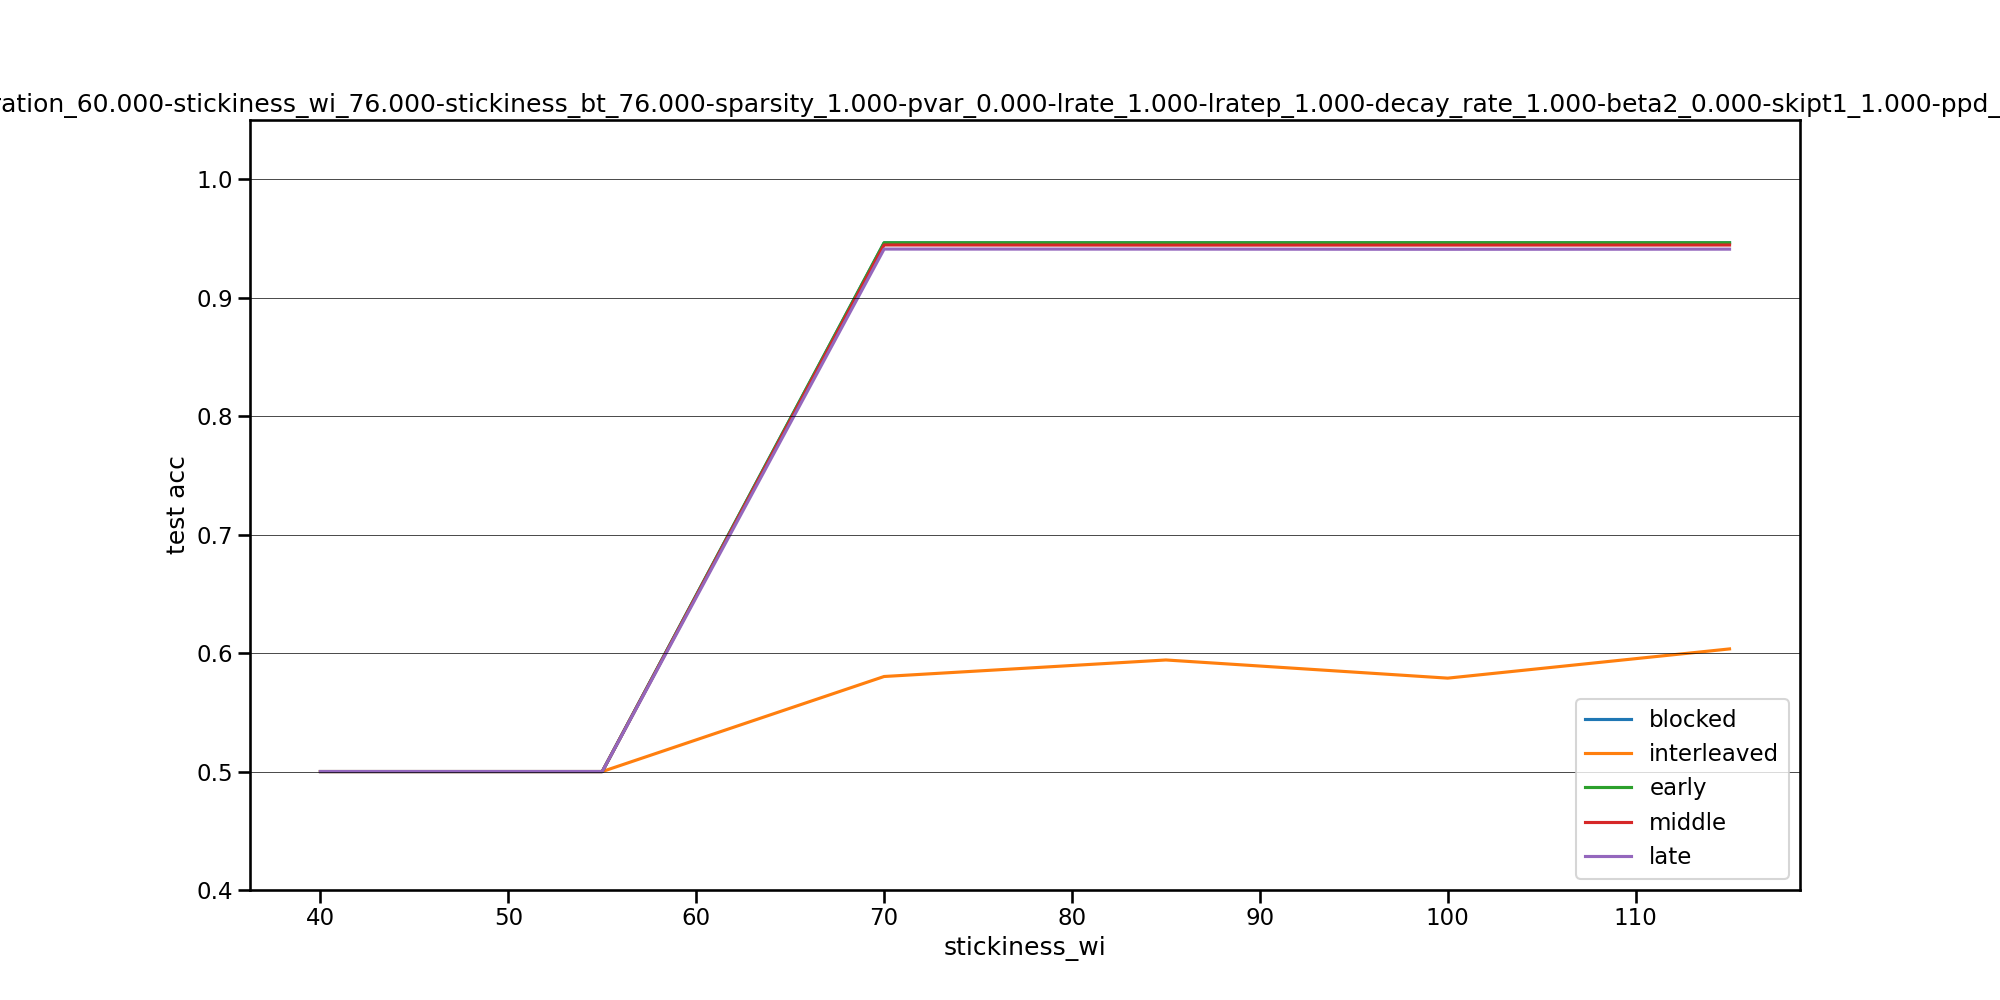 ration_60.000-stickiness_wi_76.000-stickiness_bt_76.000-sparsity_1.000-pvar_0.000-lrate_1.000-lratep_1.000-decay_rate_1.000-beta2_0.000-skipt1_1.000-ppd_
1.0
0.9
0.8
0.7
0.6
0.5
0.4
test acc
40 50 60 70 80 90 100 110
stickiness_wi
blocked
interleaved
early
middle
late